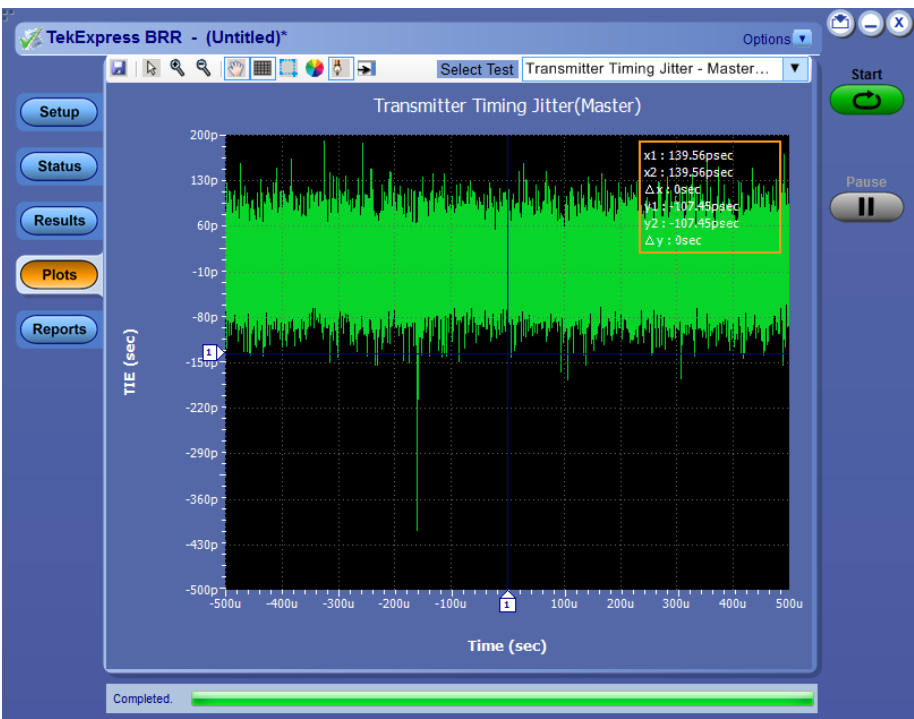 TekExpress BRR - (Untitled)*
Options
Start
Pause
Setup
Status
Results
Plots
Reports
Select Test Transmitter Timing Jitter - Master...
Transmitter Timing Jitter(Master)
x1 : 139.56psec
x2 : 139.56psec
Δx : 0sec
y1 : -107.45psec
y2 : -107.45psec
Δy : 0sec
TIE (sec)
200p
130p
60p
-10p
-80p
1
-150p
-220p
-290p
-360p
-430p
-500p
-500u -400u -300u -200u -100u 1 100u 200u 300u 400u 500u
Time (sec)
Completed.